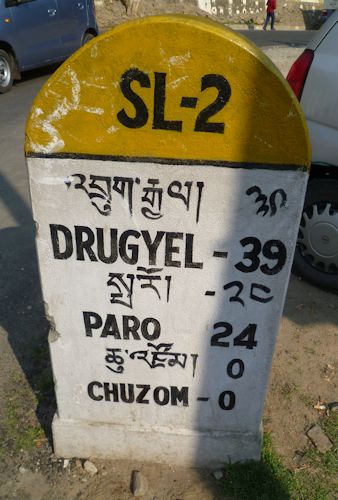 SL-2
འབྲུག་རྒྱལ། ༣༩
DRUGYEL - 39
སྤ་རོ། - ༢༤
PARO 24
ཆུ་འཛོམ། ༠
CHUZOM - 0